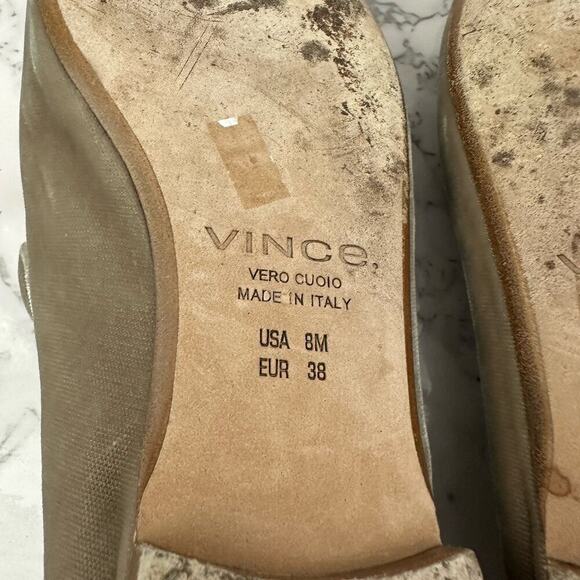 VINCE.
VERO CUOIO
MADE IN ITALY
USA 8M
EUR 38